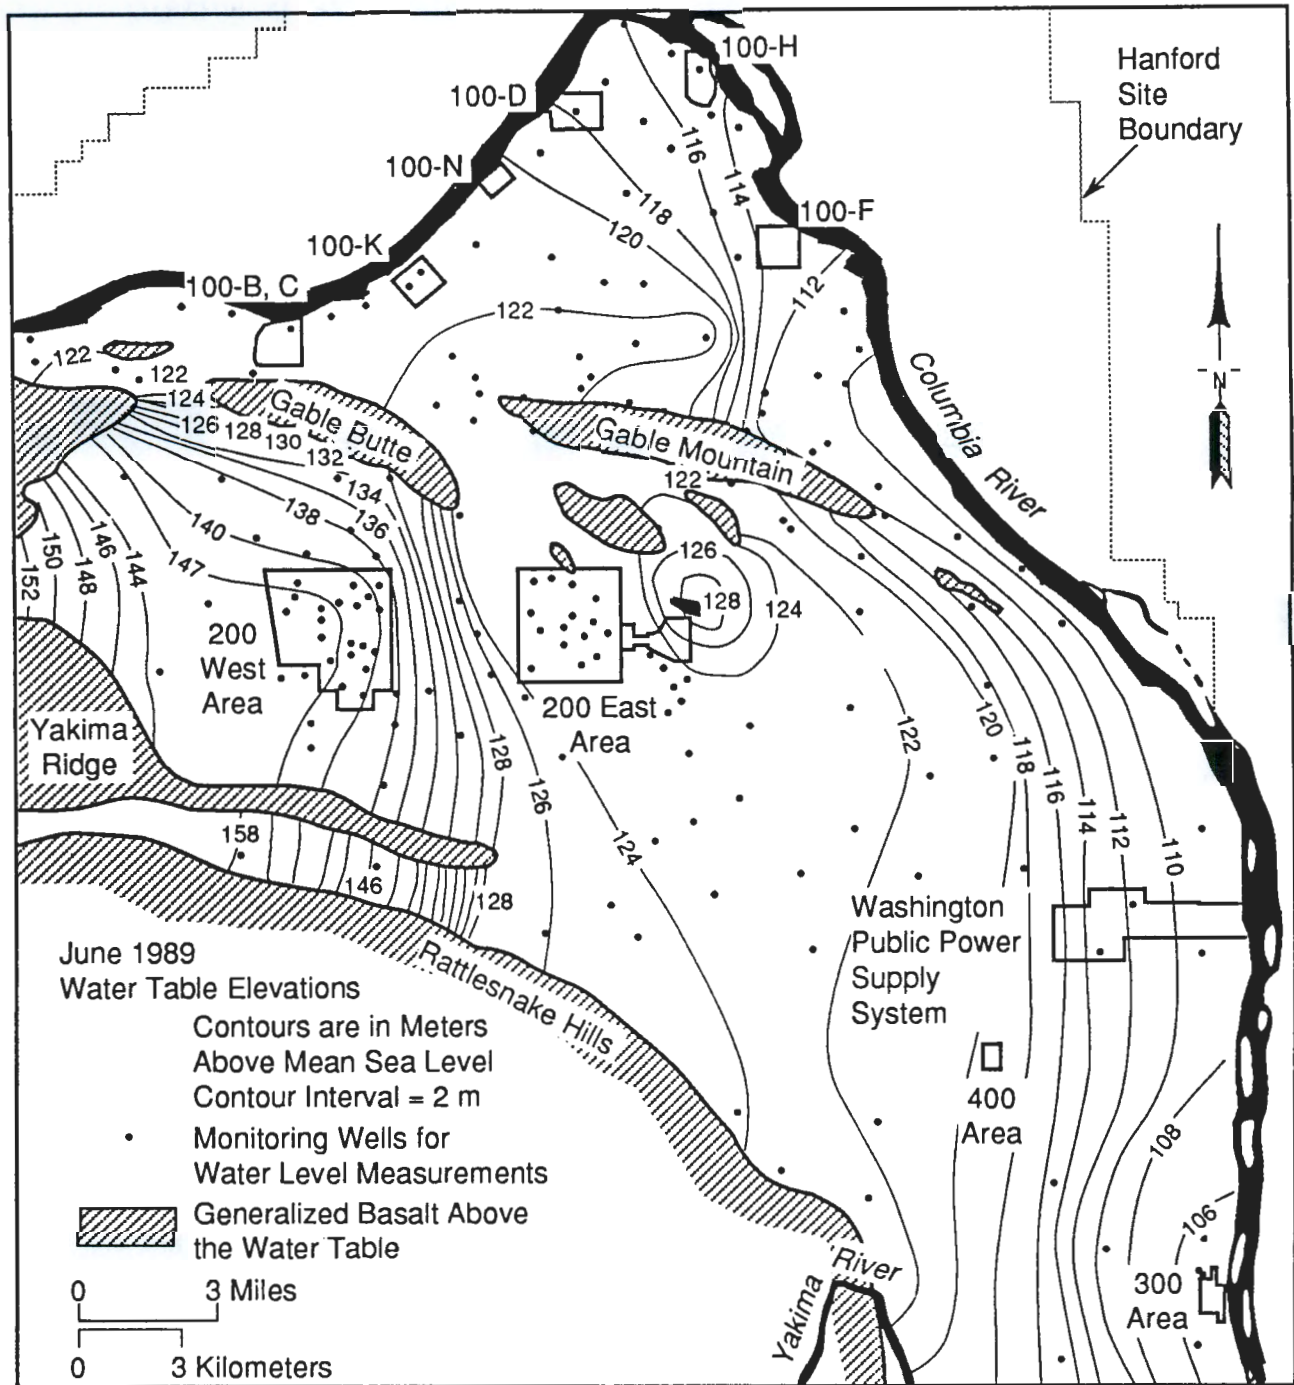 100-H
Hanford
Site
Boundary
100-D
116
100-N
114
118
100-F
120
100-K
112
100-B, C
122
N
122
122
124
126
128
130
132
Gable Butte
Gable Mountain
Columbia River
122
134
136
138
140
147
126
150
146
144
148
152
128
124
200
West
Area
200 East
Area
Yakima
Ridge
128
126
122
120
118
116
114
112
110
124
158
146
128
Washington
Public Power
Supply
System
Rattlesnake Hills
June 1989
Water Table Elevations
Contours are in Meters
Above Mean Sea Level
Contour Interval = 2 m
Monitoring Wells for
Water Level Measurements
Generalized Basalt Above
the Water Table
0 3 Miles
0 3 Kilometers
400
Area
108
106
300
Area
Yakima River